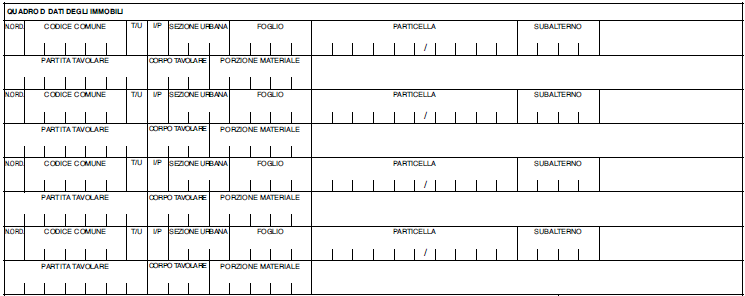 QUADRO D DATI DEGLI IMMOBILI
N.ORD. CODICE COMUNE T/U I/P SEZIONE URBANA FOGLIO PARTICELLA SUBALTERNO
/
PARTITA TAVOLARE CORPO TAVOLARE PORZIONE MATERIALE
N.ORD. CODICE COMUNE T/U I/P SEZIONE URBANA FOGLIO PARTICELLA SUBALTERNO
/
PARTITA TAVOLARE CORPO TAVOLARE PORZIONE MATERIALE
N.ORD. CODICE COMUNE T/U I/P SEZIONE URBANA FOGLIO PARTICELLA SUBALTERNO
/
PARTITA TAVOLARE CORPO TAVOLARE PORZIONE MATERIALE
N.ORD. CODICE COMUNE T/U I/P SEZIONE URBANA FOGLIO PARTICELLA SUBALTERNO
/
PARTITA TAVOLARE CORPO TAVOLARE PORZIONE MATERIALE